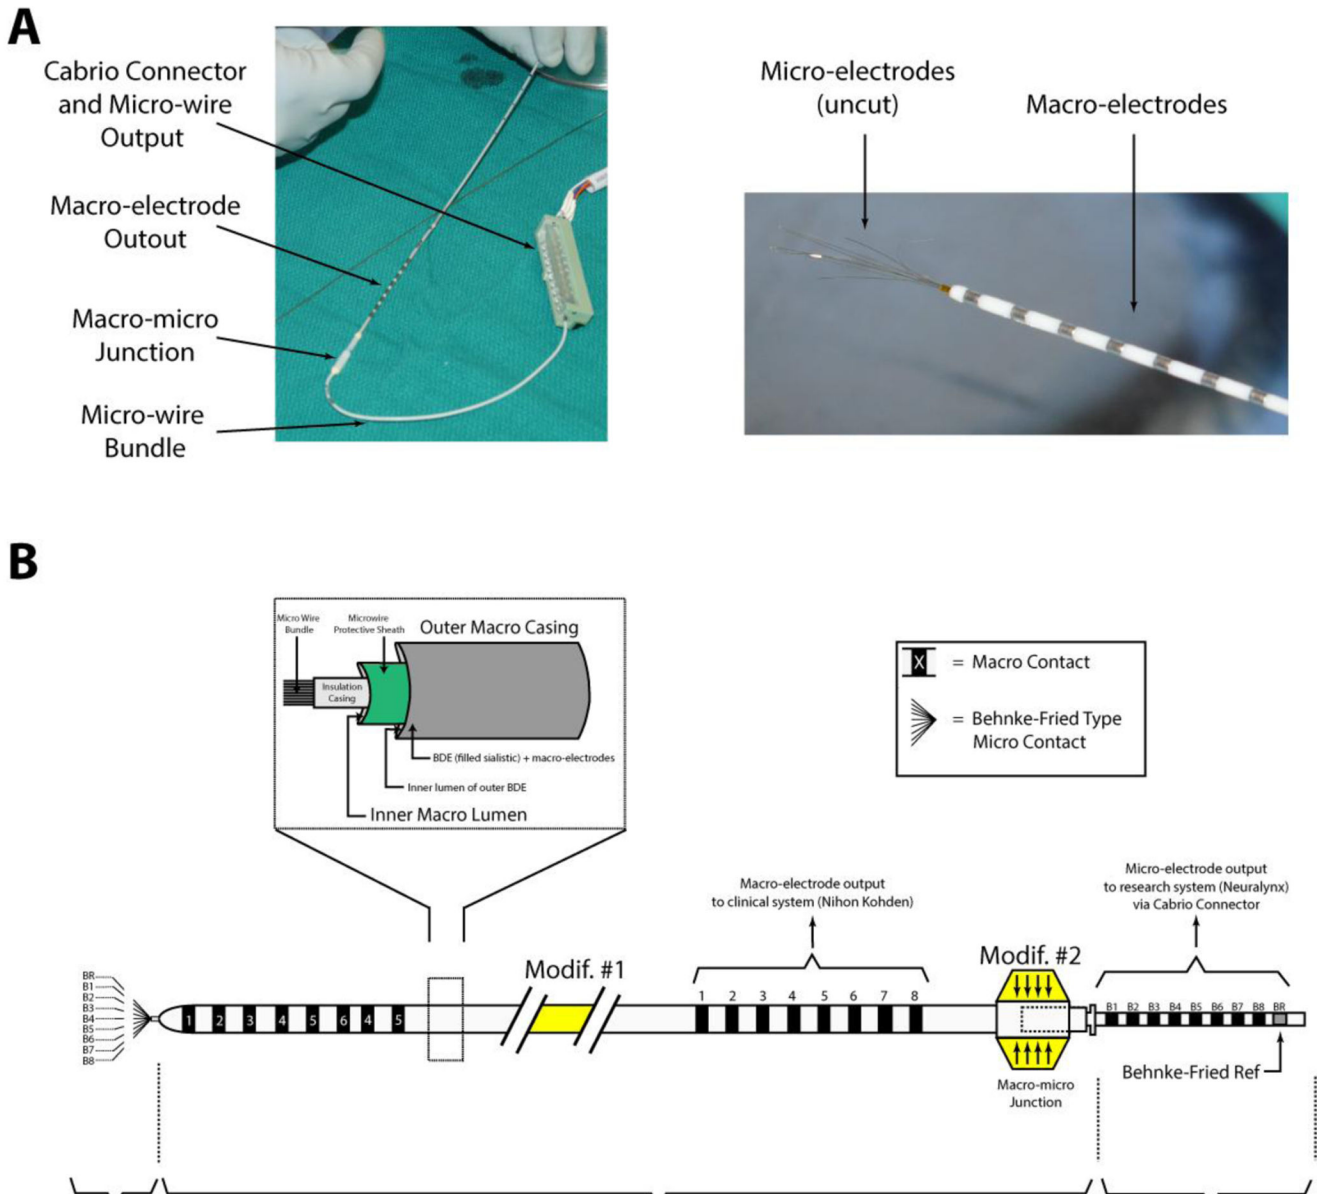 A
Cabrio Connector
and Micro-wire
Output
Macro-electrode
Outout
Macro-micro
Junction
Micro-wire
Bundle
Micro-electrodes
(uncut)
Macro-electrodes
B
Micro Wire
Bundle
Microwire
Protective Sheath
Outer Macro Casing
Insulation
Casing
BDE (filled sialistic) + macro-electrodes
Inner lumen of outer BDE
Inner Macro Lumen
X = Macro Contact
= Behnke-Fried Type
Micro Contact
Macro-electrode output
to clinical system (Nihon Kohden)
Micro-electrode output
to research system (Neuralynx)
via Cabrio Connector
Modif. #1
Modif. #2
BR
B1
B2
B3
B4
B5
B6
B7
B8
1 2 3 4 5 6 4 5
1 2 3 4 5 6 7 8
B1 B2 B3 B4 B5 B6 B7 B8 BR
Macro-micro
Junction
Behnke-Fried Ref